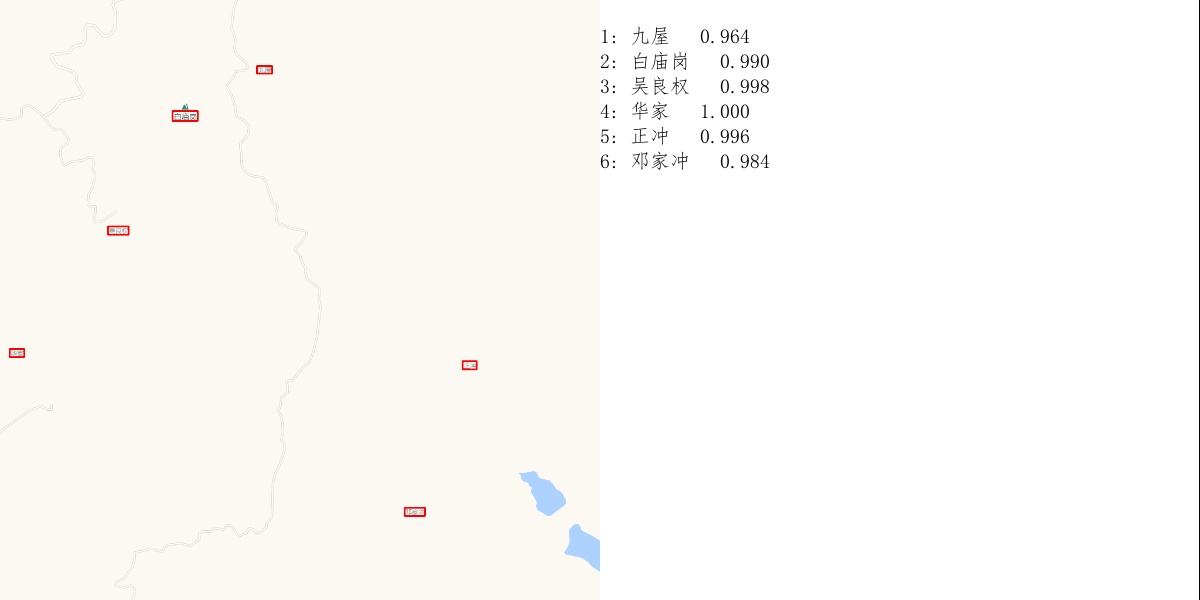 白庙岗
1: 九屋 0.964
2: 白庙岗 0.990
3: 吴良权 0.998
4: 华家 1.000
5: 正冲 0.996
6: 邓家冲 0.984